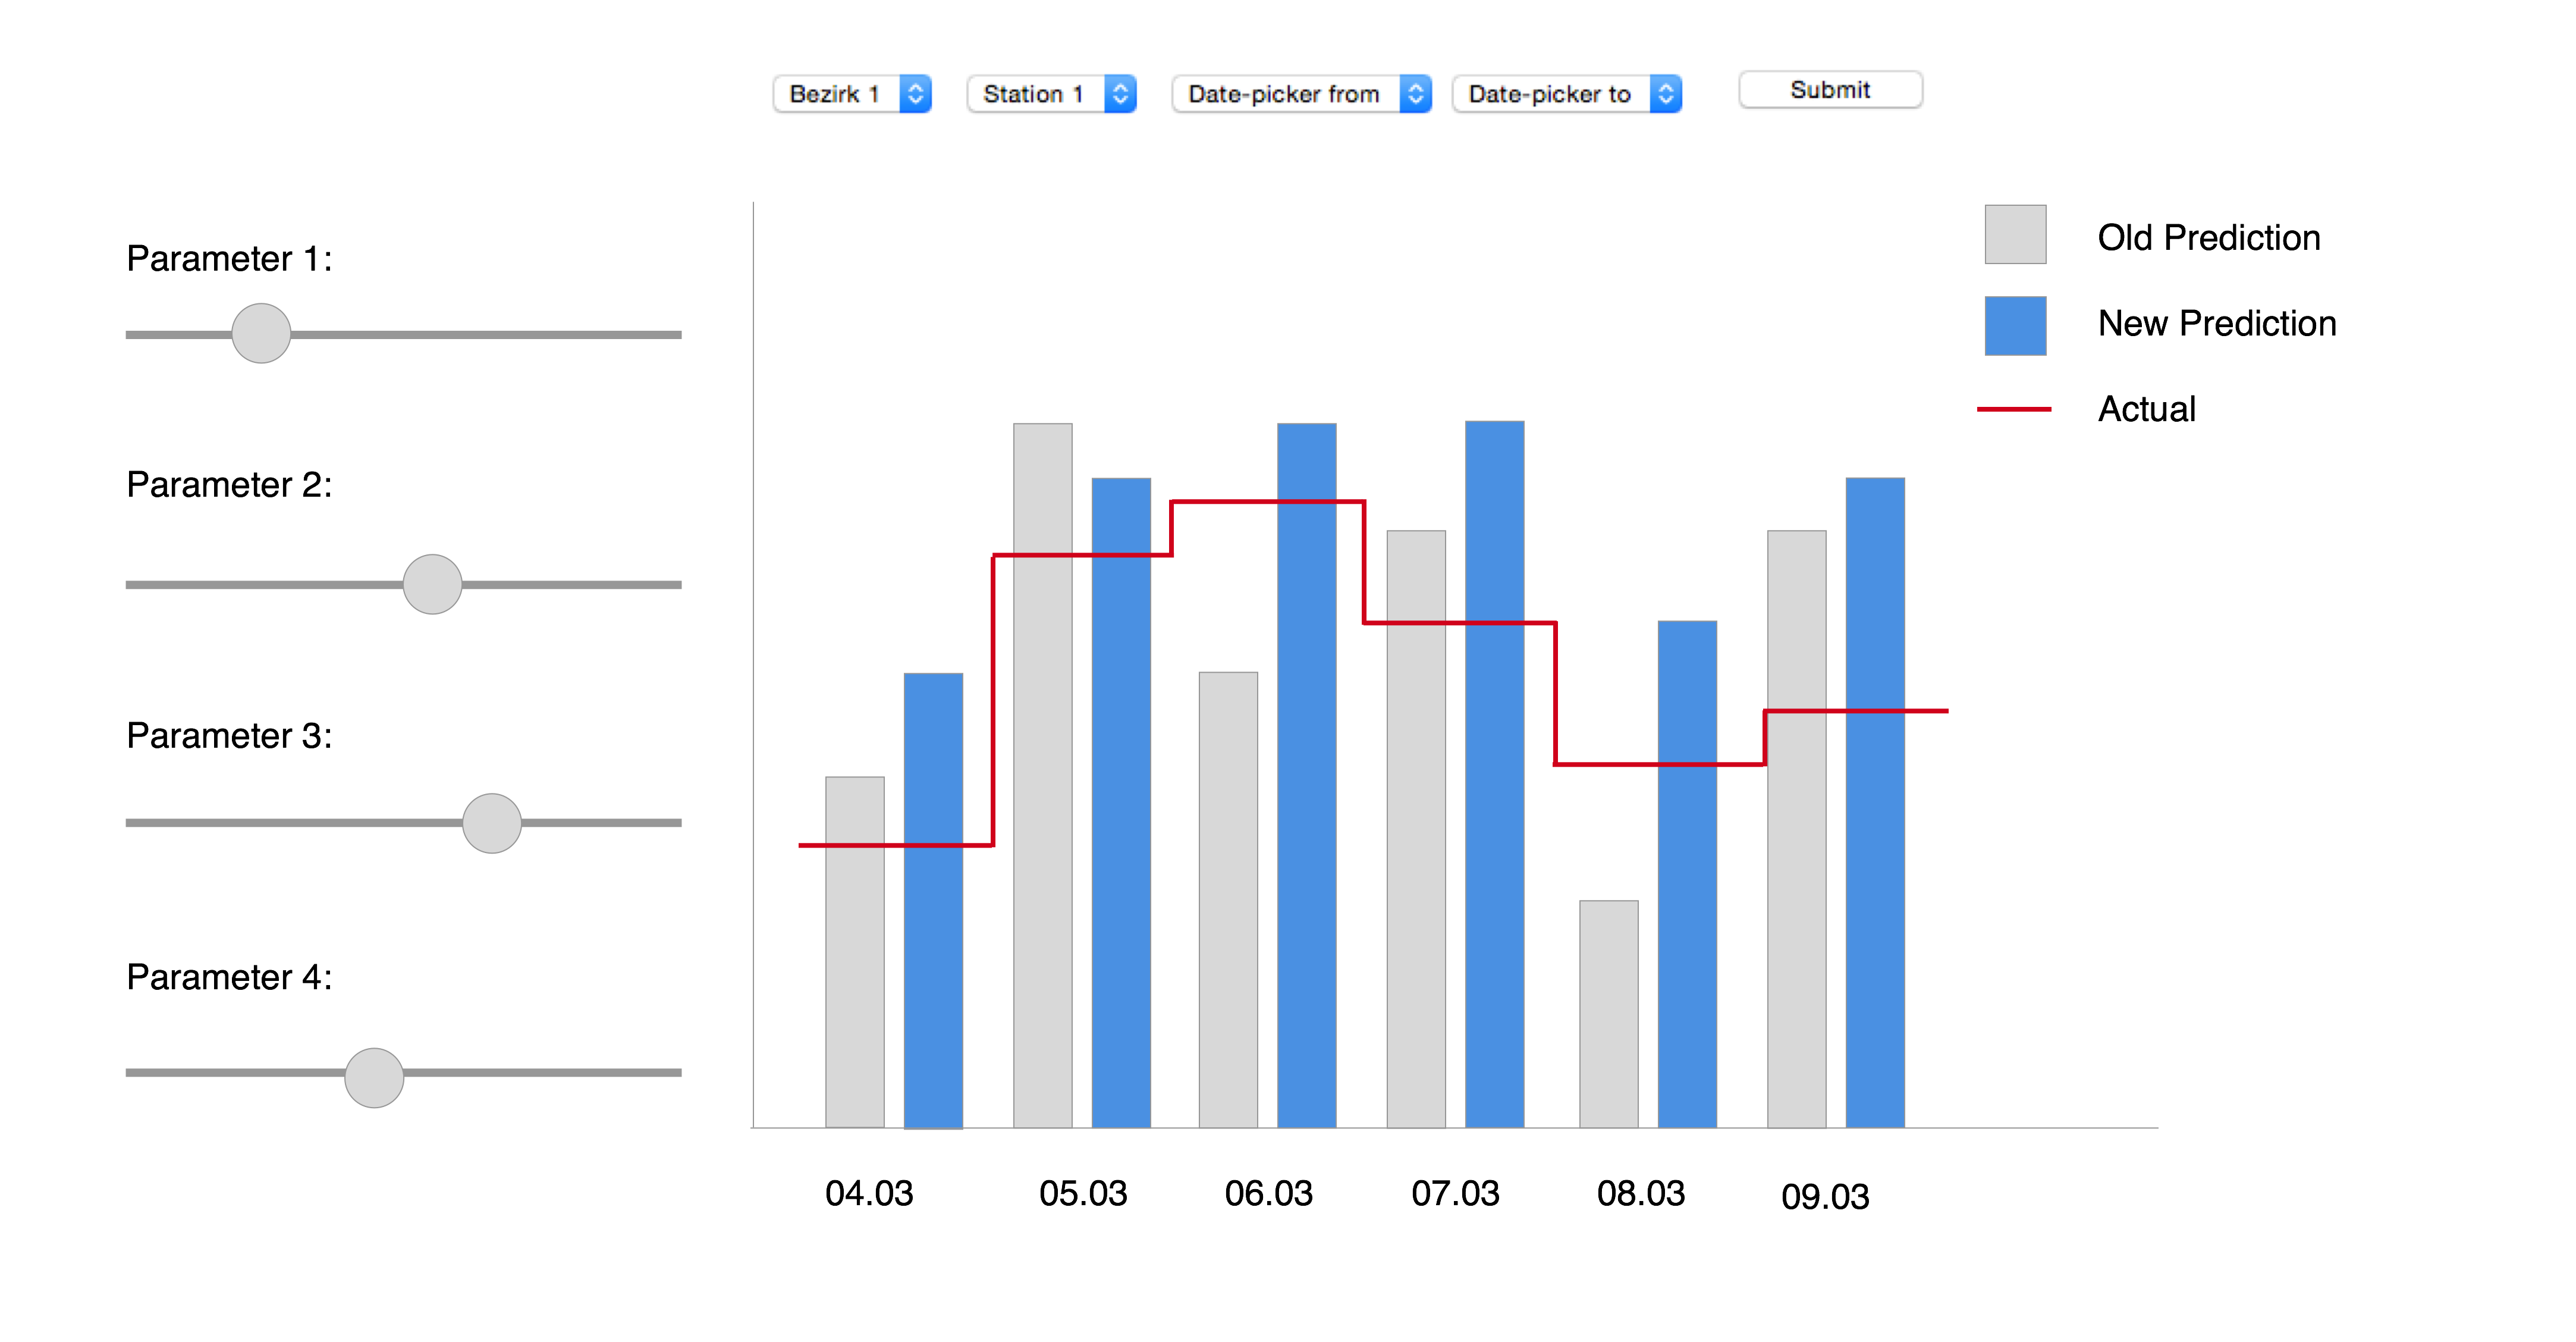 Bezirk 1
Station 1
Date-picker from
Date-picker to
Submit
Parameter 1:
Parameter 2:
Parameter 3:
Parameter 4:
Old Prediction
New Prediction
Actual
04.03
05.03
06.03
07.03
08.03
09.03